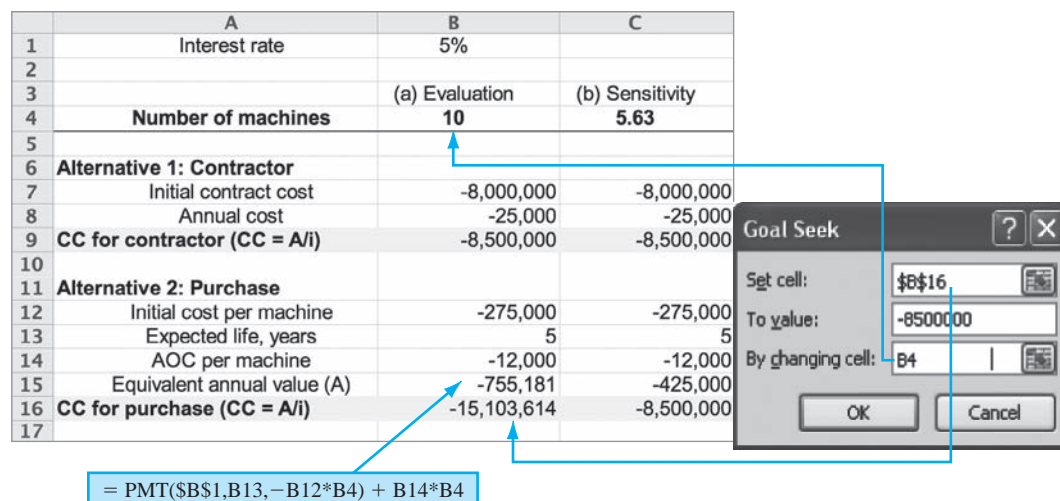 A B C
1 Interest rate 5%
2
3 (a) Evaluation (b) Sensitivity
4 Number of machines 10 5.63
5
6 Alternative 1: Contractor
7 Initial contract cost -8,000,000 -8,000,000
8 Annual cost -25,000 -25,000
9 CC for contractor (CC = A/i) -8,500,000 -8,500,000
10
11 Alternative 2: Purchase
12 Initial cost per machine -275,000 -275,000
13 Expected life, years 5 5
14 AOC per machine -12,000 -12,000
15 Equivalent annual value (A) -755,181 -425,000
16 CC for purchase (CC = A/i) -15,103,614 -8,500,000
17
= PMT($B$1,B13,−B12*B4) + B14*B4
Goal Seek ? X
Set cell: $B$16
To value: -8500000
By changing cell: B4
OK Cancel